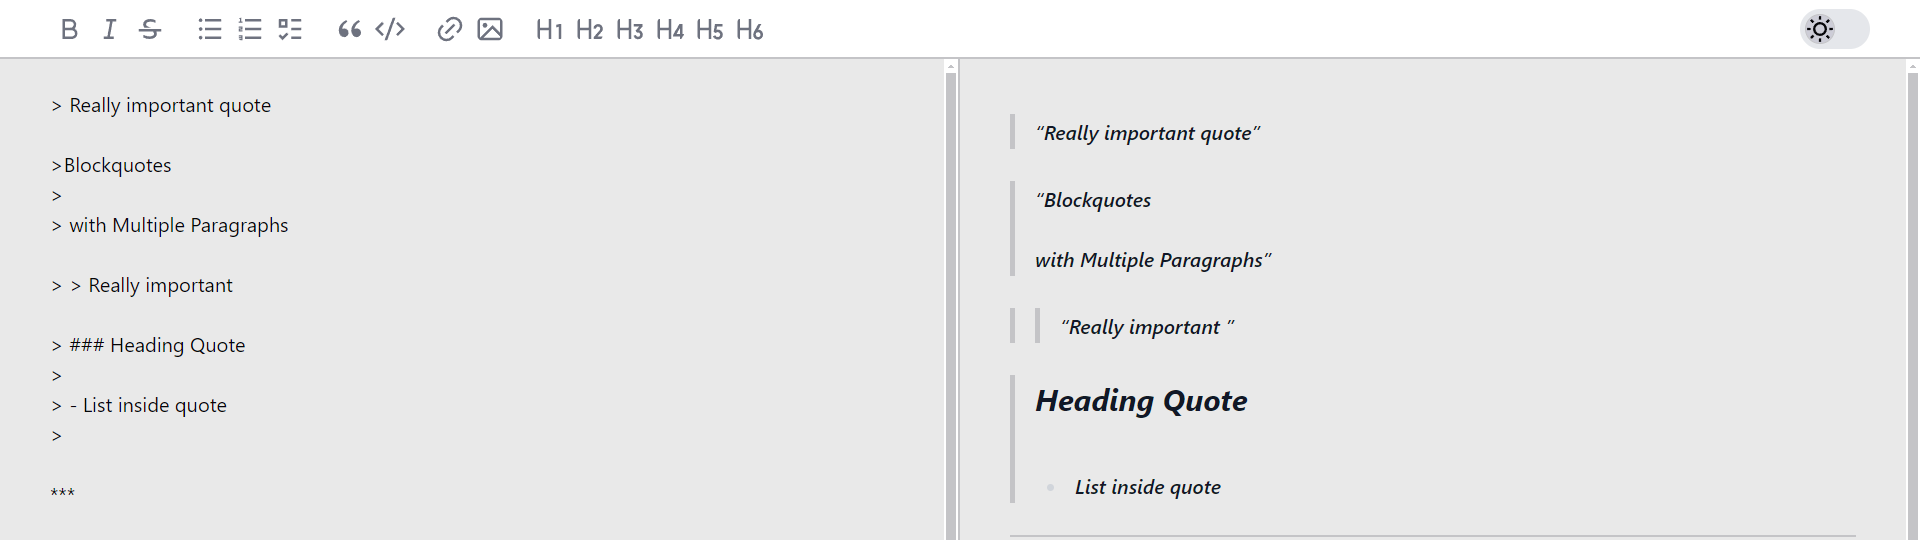 B I S H1 H2 H3 H4 H5 H6
> Really important quote
>Blockquotes
>
> with Multiple Paragraphs
> > Really important
> ### Heading Quote
>
> - List inside quote
>
***
“Really important quote”
“Blockquotes
with Multiple Paragraphs”
“Really important ”
Heading Quote
• List inside quote